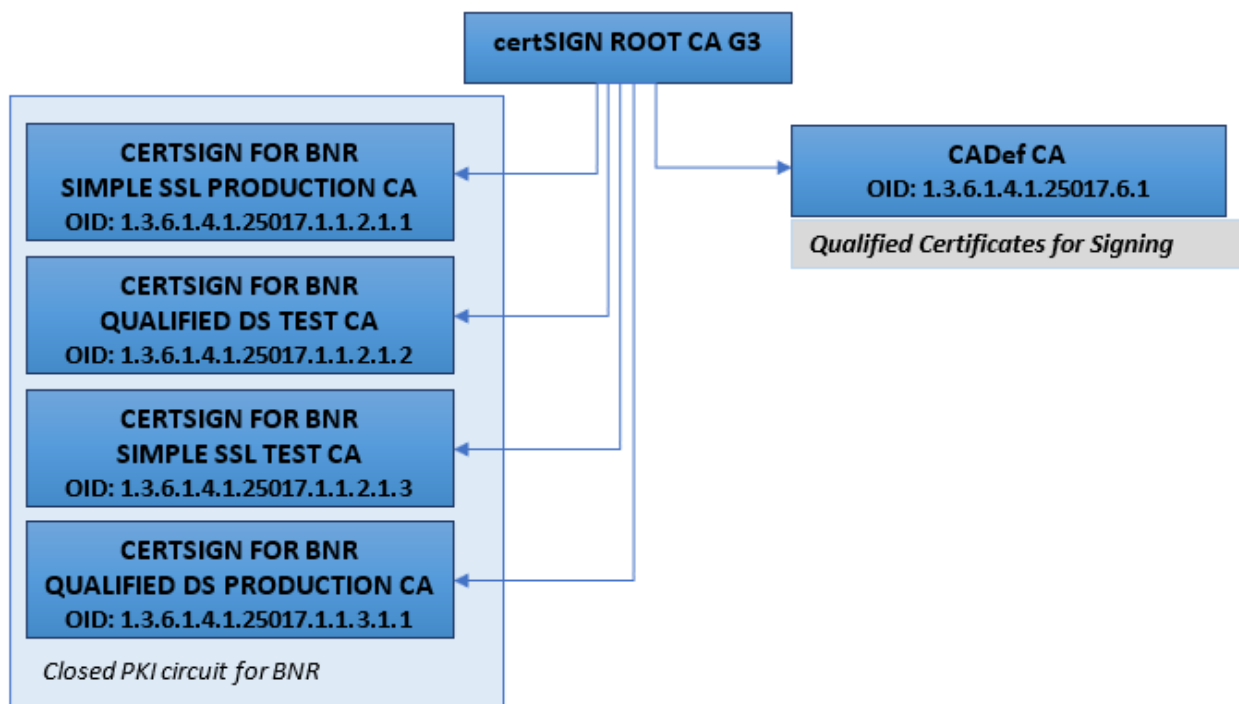 certSIGN ROOT CA G3
CERTSIGN FOR BNR
SIMPLE SSL PRODUCTION CA
OID: 1.3.6.1.4.1.25017.1.1.2.1.1
CERTSIGN FOR BNR
QUALIFIED DS TEST CA
OID: 1.3.6.1.4.1.25017.1.1.2.1.2
CERTSIGN FOR BNR
SIMPLE SSL TEST CA
OID: 1.3.6.1.4.1.25017.1.1.2.1.3
CERTSIGN FOR BNR
QUALIFIED DS PRODUCTION CA
OID: 1.3.6.1.4.1.25017.1.1.3.1.1
Closed PKI circuit for BNR
CADef CA
OID: 1.3.6.1.4.1.25017.6.1
Qualified Certificates for Signing